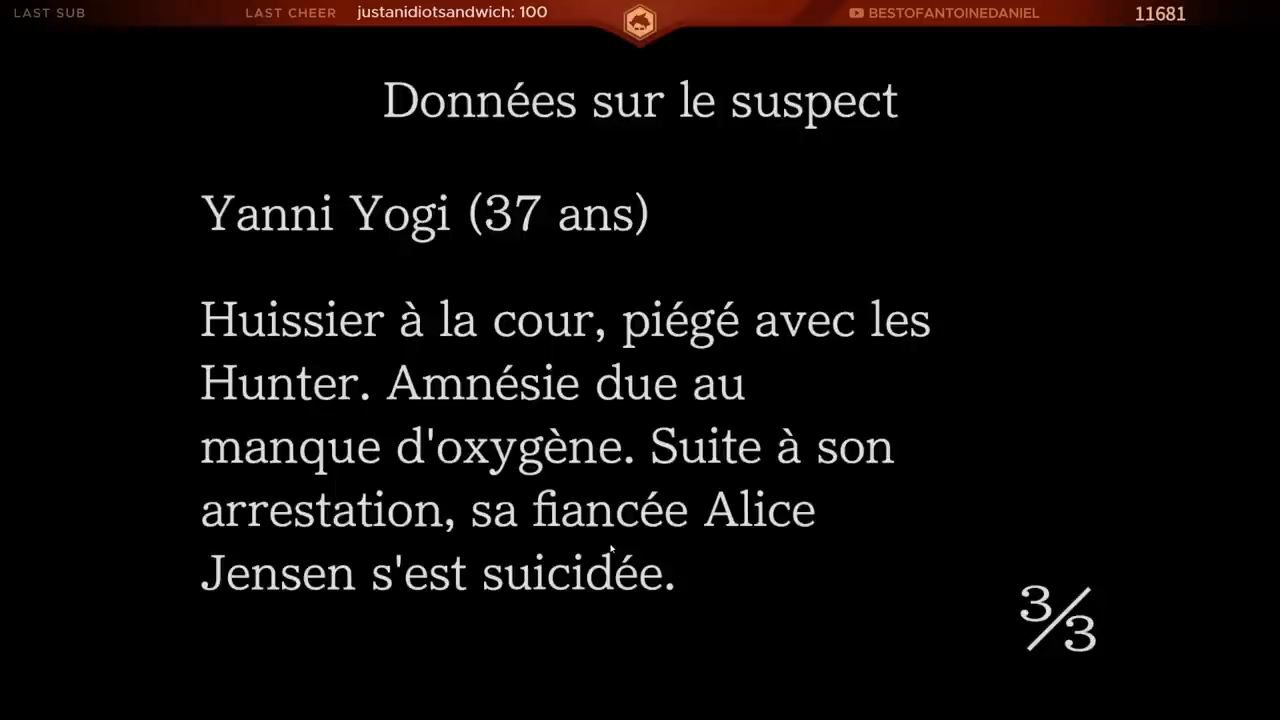 LAST SUB LAST CHEER justanidiotsandwich: 100 BESTOFANTOINEDANIEL 11681
Données sur le suspect
Yanni Yogi (37 ans)
Huissier à la cour, piégé avec les
Hunter. Amnésie due au
manque d'oxygène. Suite à son
arrestation, sa fiancée Alice
Jensen s'est suicidée.
3/3